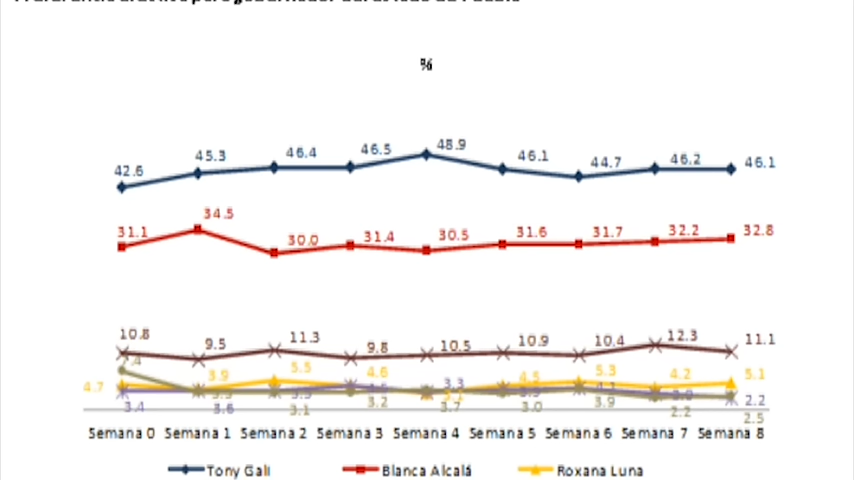 %
42.6 45.3 46.4 46.5 48.9 46.1 44.7 46.2 46.1
31.1 34.5 30.0 31.4 30.5 31.6 31.7 32.2 32.8
10.8 9.5 11.3 9.8 10.5 10.9 10.4 12.3 11.1
4.7 3.9 5.5 4.6 4.5 5.3 4.2 5.1
3.3 2.2
3.4 3.6 3.1 3.2 3.7 3.0 3.9 2.2 2.5
Semana 0 Semana 1 Semana 2 Semana 3 Semana 4 Semana 5 Semana 6 Semana 7 Semana 8
Tony Gali Blanca Alcalá Roxana Luna